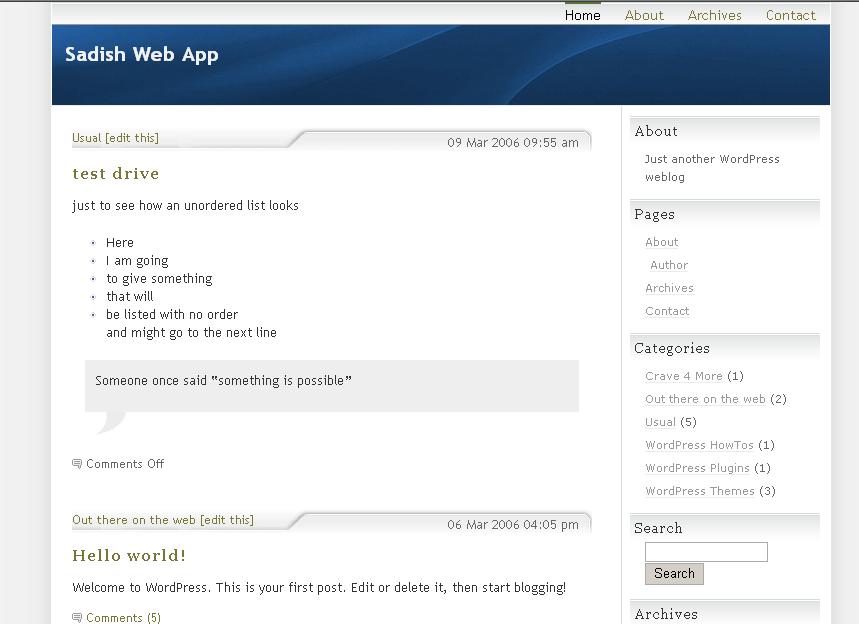 Home About Archives Contact
Sadish Web App
Usual [edit this]
09 Mar 2006 09:55 am
test drive
just to see how an unordered list looks
Here
I am going
to give something
that will
be listed with no order
and might go to the next line
Someone once said "something is possible"
Comments Off
Out there on the web [edit this]
06 Mar 2006 04:05 pm
Hello world!
Welcome to WordPress. This is your first post. Edit or delete it, then start blogging!
Comments (5)
About
Just another WordPress
weblog
Pages
About
Author
Archives
Contact
Categories
Crave 4 More (1)
Out there on the web (2)
Usual (5)
WordPress HowTos (1)
WordPress Plugins (1)
WordPress Themes (3)
Search
Search
Archives